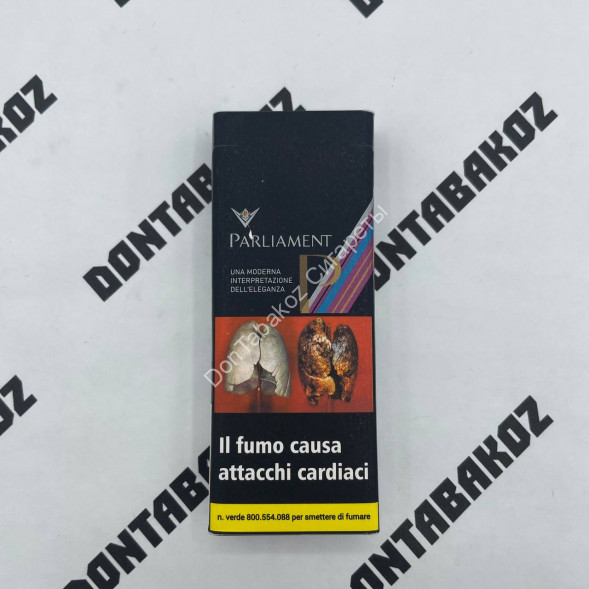 DONTABAKOZ
DONTABAKOZ
PARLIAMENT
UNA MODERNA
INTERPRETAZIONE
DELL'ELEGANZA
P
DonTabakoz Сигареты
Il fumo causa
attacchi cardiaci
n. verde 800.554.088 per smettere di fumare
DONTABAKOZ
DONTABAKOZ